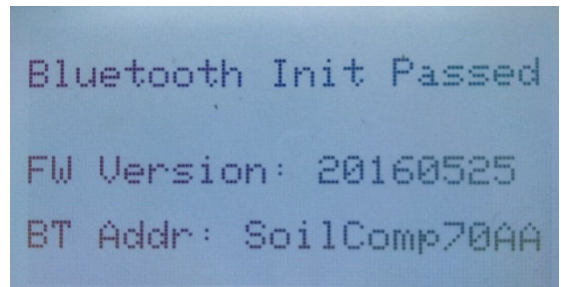 Bluetooth Init Passed
FW Version: 20160525
BT Addr: SoilComp70AA